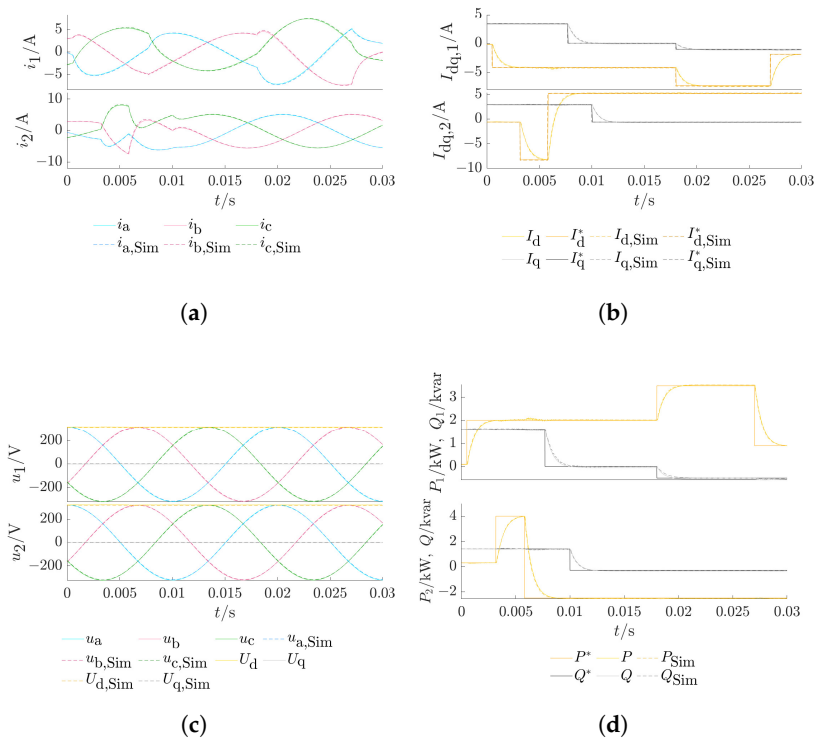 5
0
−5
i1/A
10
0
−10
i2/A
0 0.005 0.01 0.015 0.02 0.025 0.03
t/s
ia ib ic
ia,Sim ib,Sim ic,Sim
(a)
5
0
−5
Idq,1/A
5
0
−5
−10
Idq,2/A
0 0.005 0.01 0.015 0.02 0.025 0.03
t/s
Id I*d Id,Sim I*d,Sim
Iq I*q Iq,Sim I*q,Sim
(b)
200
0
−200
u1/V
200
0
−200
u2/V
0 0.005 0.01 0.015 0.02 0.025 0.03
t/s
ua ub uc ua,Sim
ub,Sim uc,Sim Ud Uq
Ud,Sim Uq,Sim
(c)
3
2
1
0
P1/kW, Q1/kvar
4
2
0
−2
P2/kW, Q/kvar
0 0.005 0.01 0.015 0.02 0.025 0.03
t/s
P* P PSim
Q* Q QSim
(d)